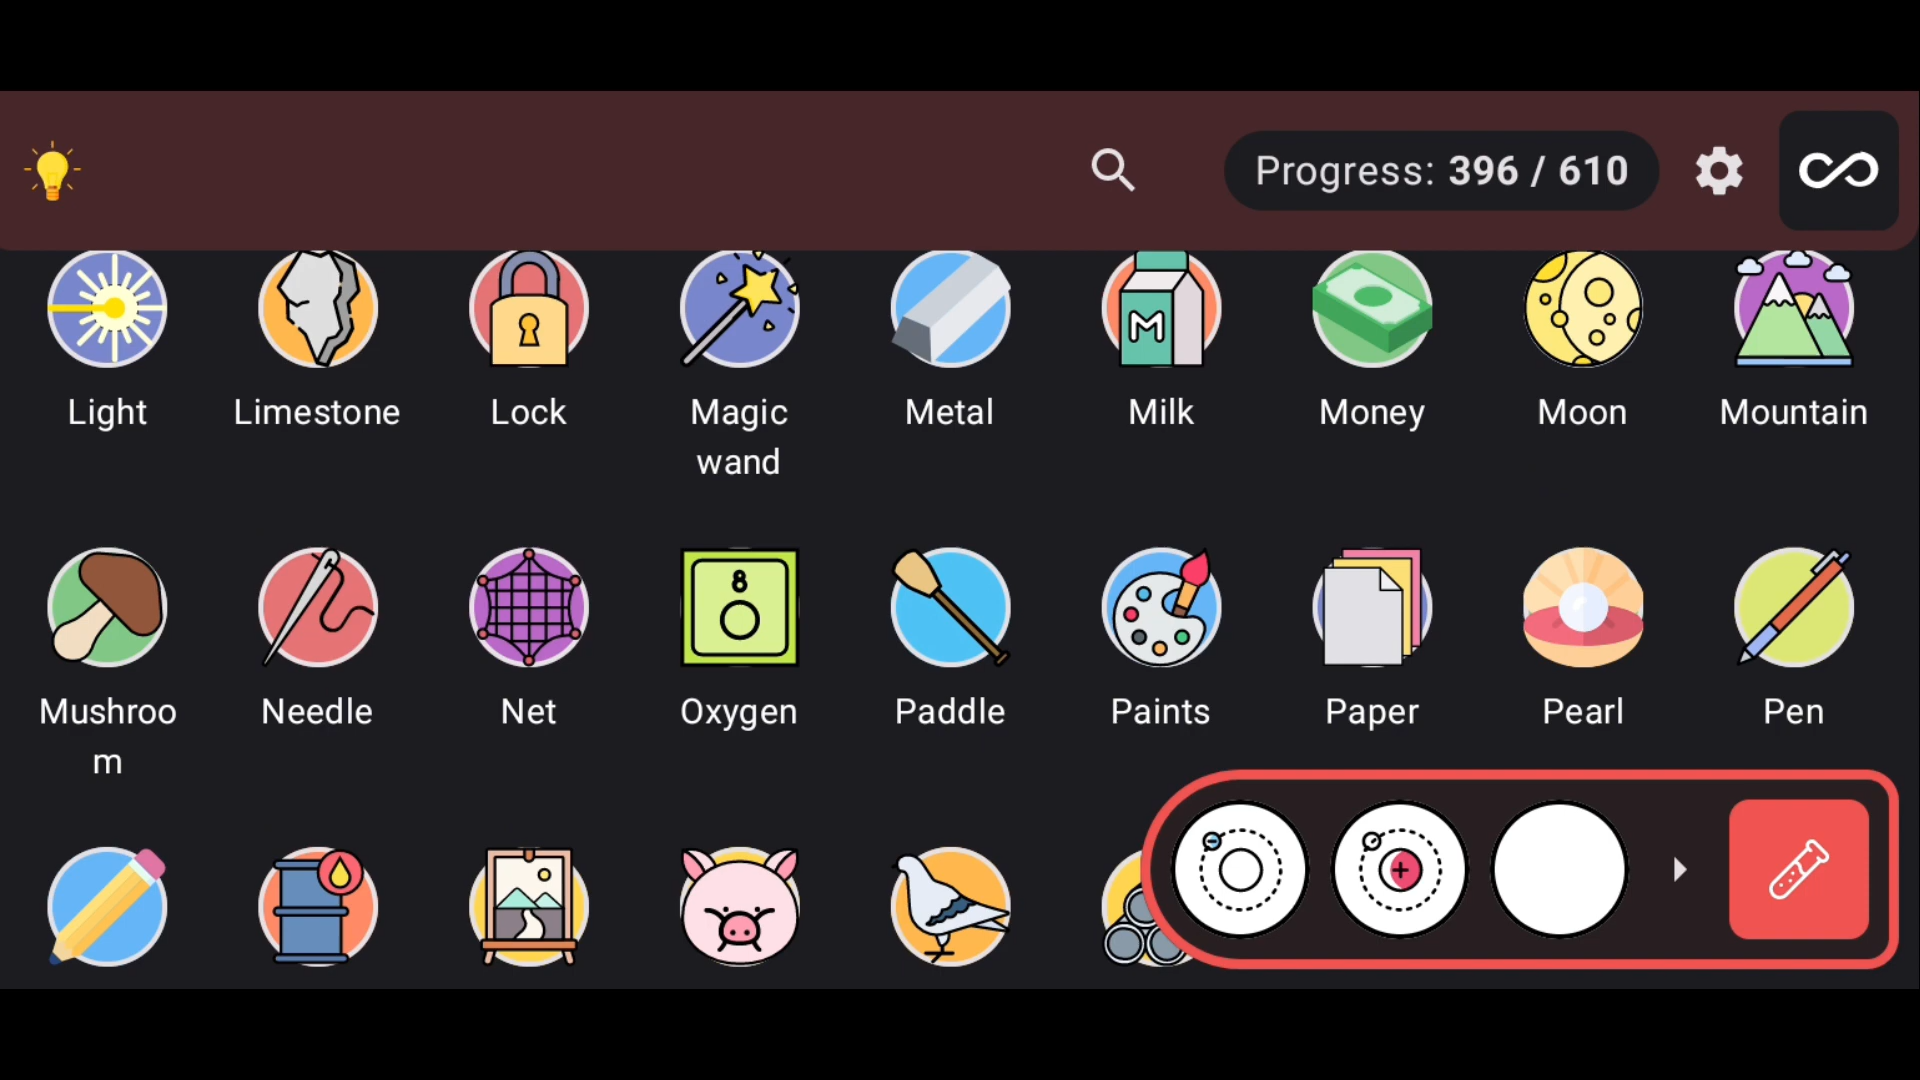 Progress: 396 / 610
Light Limestone Lock Magic Metal Milk Money Moon Mountain
wand
M
8
O
Mushroo Needle Net Oxygen Paddle Paints Paper Pearl Pen
m